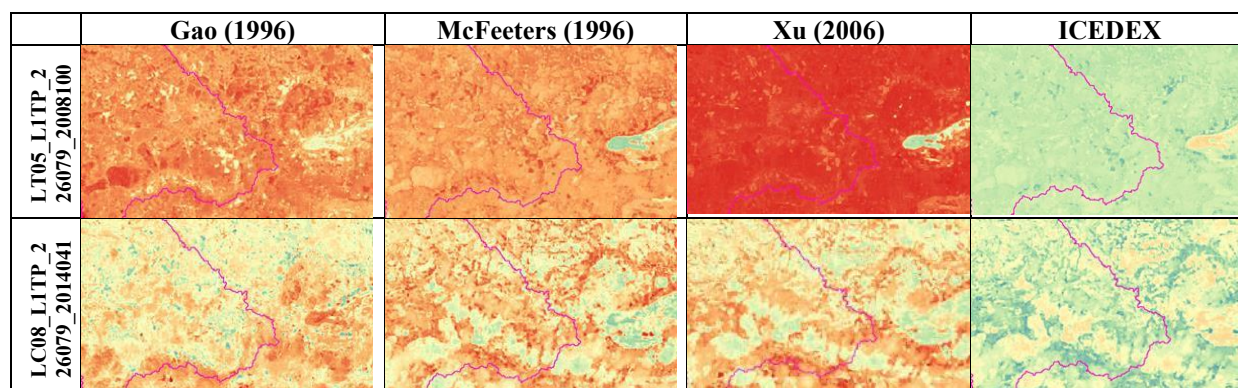 Gao (1996) McFeeters (1996) Xu (2006) ICEDEX
LT05_L1TP_2
26079_2008100
LC08_L1TP_2
26079_2014041